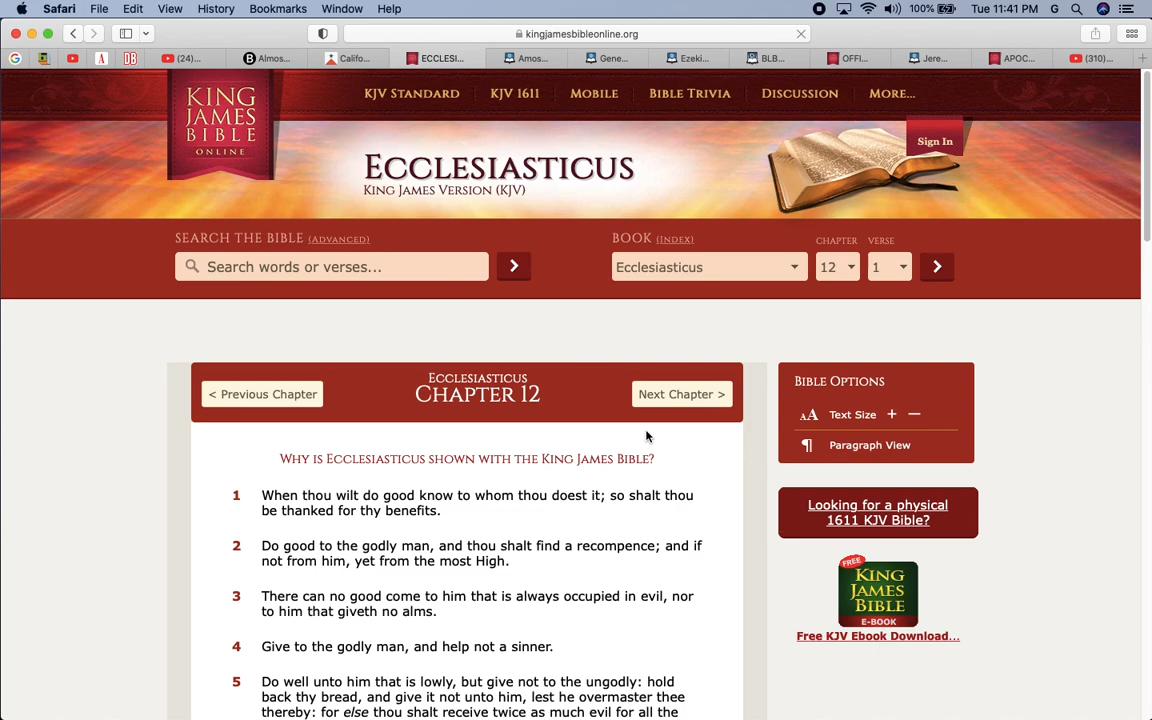 Safari File Edit View History Bookmarks Window Help 100% Tue 11:41 PM G
kingjamesbibleonline.org
G A DB (24)... B Almos... Califo... ECCLESI... Amos... Gene... Ezeki... BLB... OFFI... Jere... APOC... (310)... +
KING
JAMES
BIBLE
ONLINE
KJV STANDARD KJV 1611 MOBILE BIBLE TRIVIA DISCUSSION MORE...
Sign In
ECCLESIASTICUS
KING JAMES VERSION (KJV)
SEARCH THE BIBLE (ADVANCED)
Search words or verses...
BOOK (INDEX) CHAPTER VERSE
Ecclesiasticus 12 1
< Previous Chapter
ECCLESIASTICUS
CHAPTER 12
Next Chapter >
WHY IS ECCLESIASTICUS SHOWN WITH THE KING JAMES BIBLE?
1 When thou wilt do good know to whom thou doest it; so shalt thou
be thanked for thy benefits.
2 Do good to the godly man, and thou shalt find a recompence; and if
not from him, yet from the most High.
3 There can no good come to him that is always occupied in evil, nor
to him that giveth no alms.
4 Give to the godly man, and help not a sinner.
5 Do well unto him that is lowly, but give not to the ungodly: hold
back thy bread, and give it not unto him, lest he overmaster thee
thereby: for else thou shalt receive twice as much evil for all the
BIBLE OPTIONS
AA Text Size + −
¶ Paragraph View
Looking for a physical
1611 KJV Bible?
FREE
KING
JAMES
BIBLE
E-BOOK
Free KJV Ebook Download...